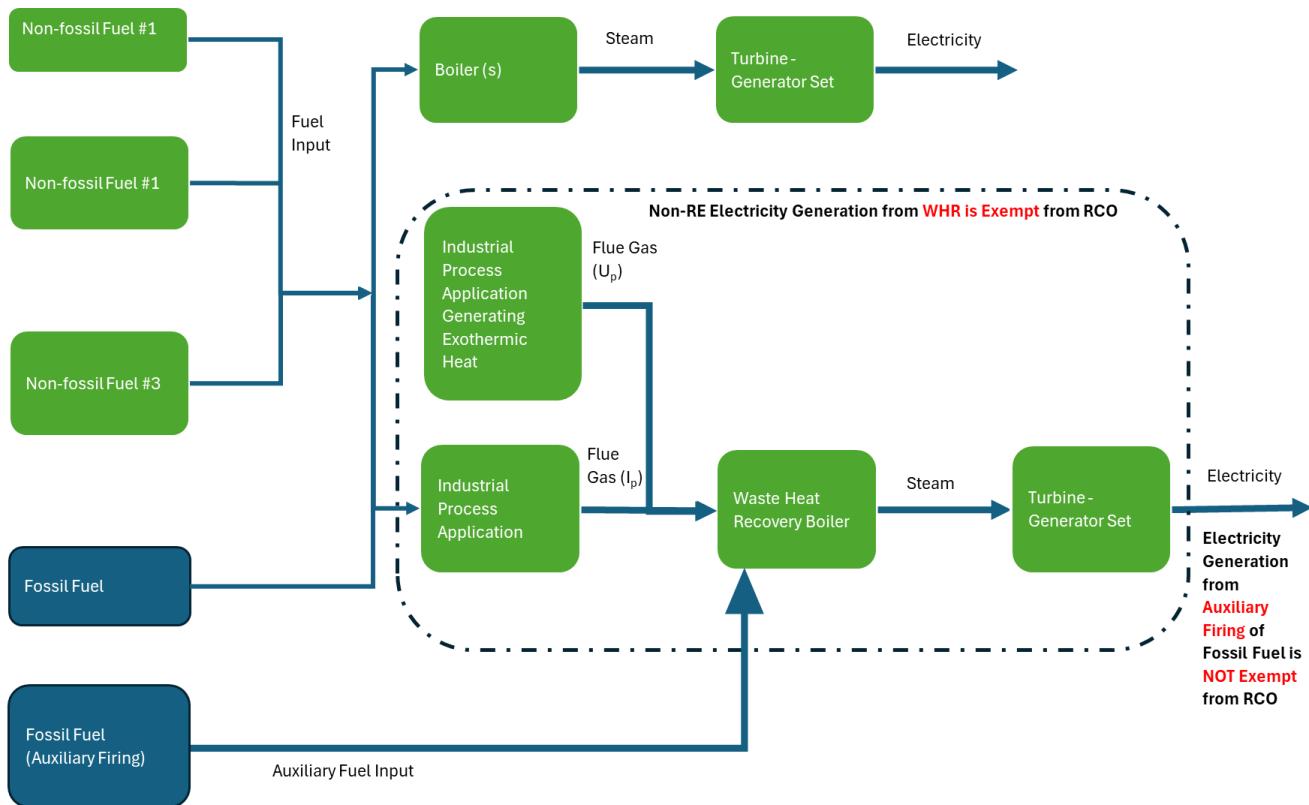 Non-fossil Fuel #1
Steam
Electricity
Boiler (s)
Turbine -
Generator Set
Fuel
Input
Non-fossil Fuel #1
Non-RE Electricity Generation from WHR is Exempt from RCO
Industrial
Process
Application
Generating
Exothermic
Heat
Flue Gas
(Up)
Non-fossil Fuel #3
Industrial
Process
Application
Flue
Gas (Ip)
Waste Heat
Recovery Boiler
Steam
Turbine -
Generator Set
Electricity
Electricity
Generation
from
Auxiliary
Firing of
Fossil Fuel is
NOT Exempt
from RCO
Fossil Fuel
Fossil Fuel
(Auxiliary Firing)
Auxiliary Fuel Input